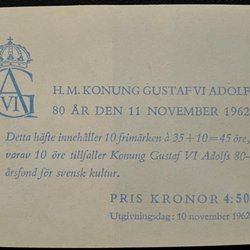 GA
VI
H. M. KONUNG GUSTAF VI ADOLF
80 ÅR DEN 11 NOVEMBER 1962
Detta häfte innehåller 10 frimärken à 35+10=45 öre,
varav 10 öre tillfaller Konung Gustaf VI Adolfs 80-
årsfond för svensk kultur.
PRIS KRONOR 4:50
Utgivningsdag: 10 november 1962